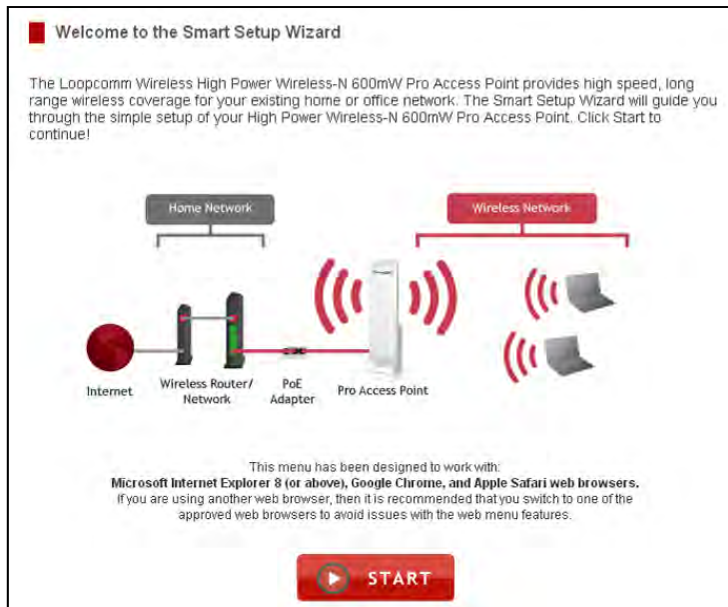 Welcome to the Smart Setup Wizard
The Loopcomm Wireless High Power Wireless-N 600mW Pro Access Point provides high speed, long
range wireless coverage for your existing home or office network. The Smart Setup Wizard will guide you
through the simple setup of your High Power Wireless-N 600mW Pro Access Point. Click Start to
continue!
Home Network
Wireless Network
Internet
Wireless Router/
Network
PoE
Adapter
Pro Access Point
This menu has been designed to work with:
Microsoft Internet Explorer 8 (or above), Google Chrome, and Apple Safari web browsers.
If you are using another web browser, then it is recommended that you switch to one of the
approved web browsers to avoid issues with the web menu features.
START